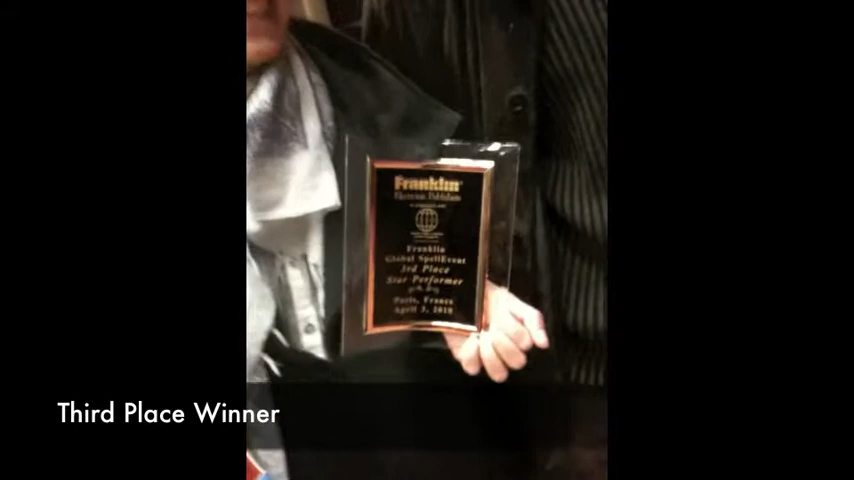 Franklin
Electronic Publishers
Franklin
Global SpellEvent
3rd Place
Star Performer
Paris, France
April 3, 2010
Third Place Winner